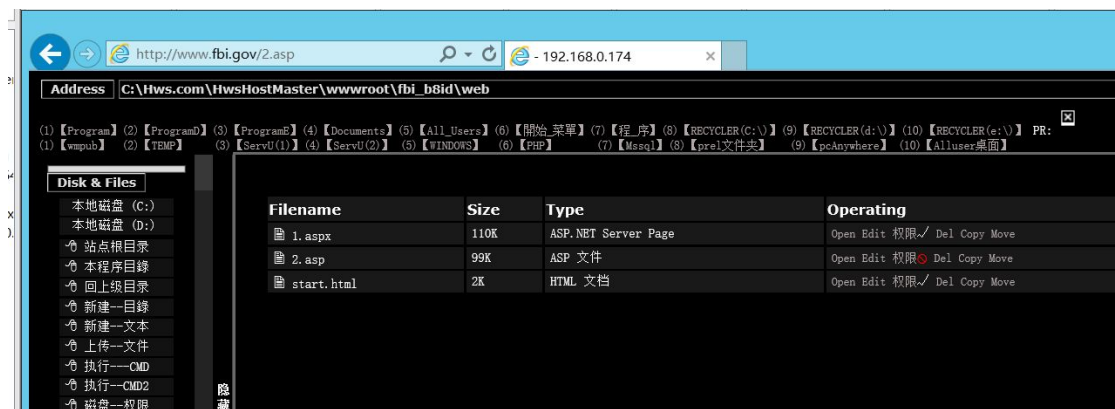 http://www.fbi.gov/2.asp
- 192.168.0.174
Address C:\Hws.com\HwsHostMaster\wwwroot\fbi_b8id\web
(1)【Program】 (2)【ProgramD】 (3)【ProgramE】 (4)【Documents】 (5)【All_Users】 (6)【開始_菜單】 (7)【程_序】 (8)【RECYCLER(C:\)】 (9)【RECYCLER(d:\)】 (10)【RECYCLER(e:\)】 PR:
(1)【wmpub】 (2)【TEMP】 (3)【ServU(1)】 (4)【ServU(2)】 (5)【WINDOWS】 (6)【PHP】 (7)【Mssql】 (8)【prel文件夹】 (9)【pcAnywhere】 (10)【Alluser桌面】
Disk & Files
本地磁盘 (C:)
本地磁盘 (D:)
站点根目录
本程序目錄
回上级目录
新建--目錄
新建--文本
上传--文件
执行---CMD
执行--CMD2
磁盘--权限
隐藏
Filename Size Type Operating
1.aspx 110K ASP.NET Server Page Open Edit 权限 Del Copy Move
2.asp 99K ASP 文件 Open Edit 权限 Del Copy Move
start.html 2K HTML 文档 Open Edit 权限 Del Copy Move